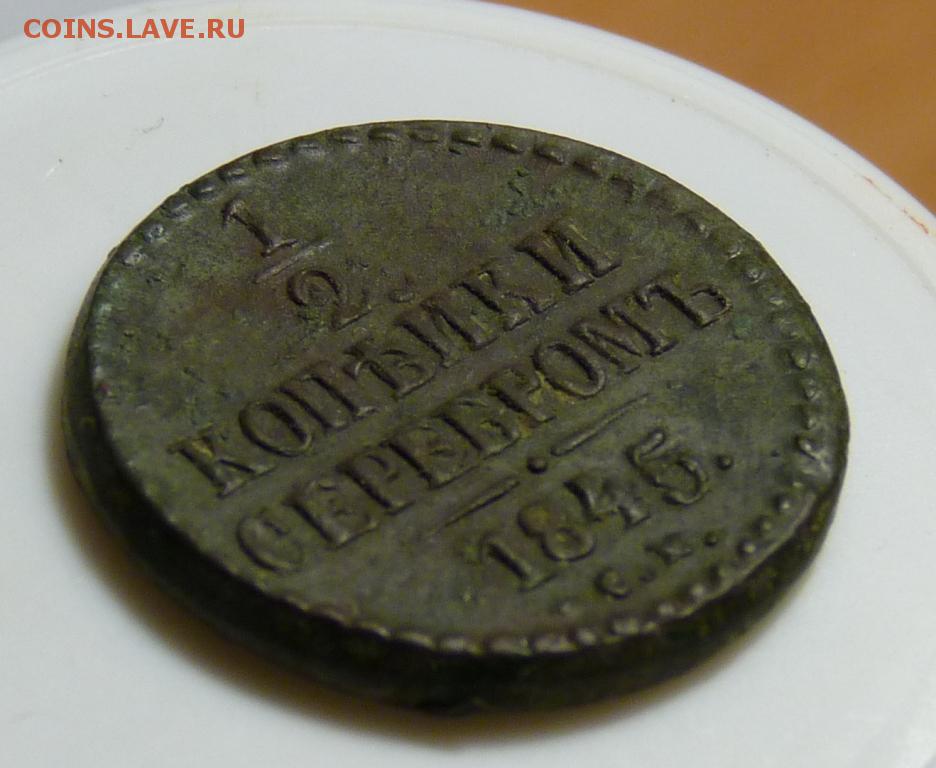 COINS.LAVE.RU
1/2.
КОПѢЙКИ
СЕРЕБРОМЪ
1845.
С.М.